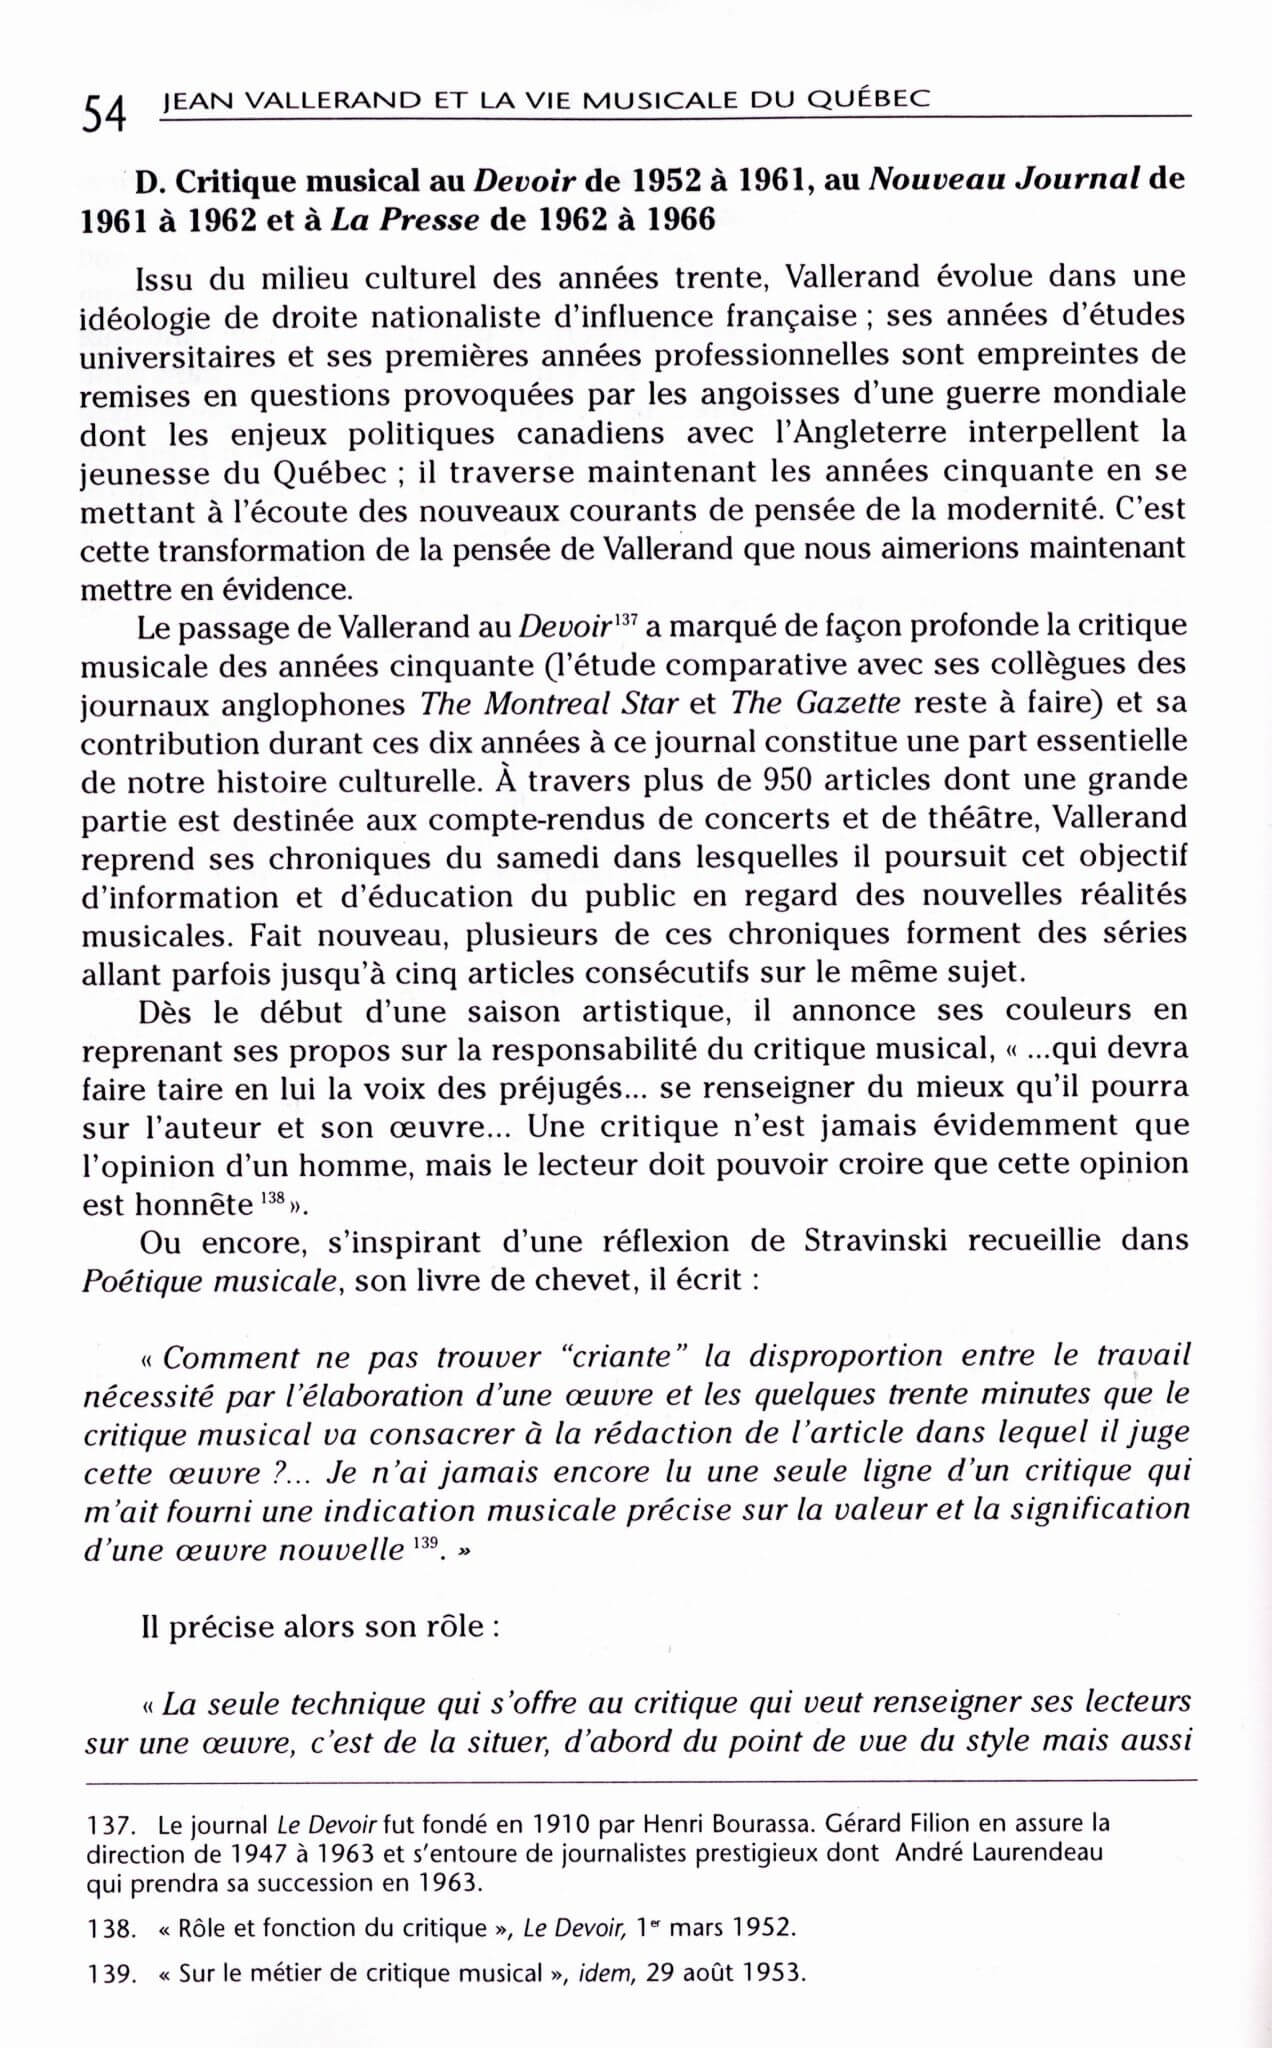 54 JEAN VALLERAND ET LA VIE MUSICALE DU QUÉBEC
D. Critique musical au Devoir de 1952 à 1961, au Nouveau Journal de
1961 à 1962 et à La Presse de 1962 à 1966
Issu du milieu culturel des années trente, Vallerand évolue dans une
idéologie de droite nationaliste d'influence française ; ses années d'études
universitaires et ses premières années professionnelles sont empreintes de
remises en questions provoquées par les angoisses d'une guerre mondiale
dont les enjeux politiques canadiens avec l'Angleterre interpellent la
jeunesse du Québec ; il traverse maintenant les années cinquante en se
mettant à l'écoute des nouveaux courants de pensée de la modernité. C'est
cette transformation de la pensée de Vallerand que nous aimerions maintenant
mettre en évidence.
Le passage de Vallerand au Devoir137 a marqué de façon profonde la critique
musicale des années cinquante (l'étude comparative avec ses collègues des
journaux anglophones The Montreal Star et The Gazette reste à faire) et sa
contribution durant ces dix années à ce journal constitue une part essentielle
de notre histoire culturelle. À travers plus de 950 articles dont une grande
partie est destinée aux compte-rendus de concerts et de théâtre, Vallerand
reprend ses chroniques du samedi dans lesquelles il poursuit cet objectif
d'information et d'éducation du public en regard des nouvelles réalités
musicales. Fait nouveau, plusieurs de ces chroniques forment des séries
allant parfois jusqu'à cinq articles consécutifs sur le même sujet.
Dès le début d'une saison artistique, il annonce ses couleurs en
reprenant ses propos sur la responsabilité du critique musical, « ...qui devra
faire taire en lui la voix des préjugés... se renseigner du mieux qu'il pourra
sur l'auteur et son œuvre... Une critique n'est jamais évidemment que
l'opinion d'un homme, mais le lecteur doit pouvoir croire que cette opinion
est honnête 138 ».
Ou encore, s'inspirant d'une réflexion de Stravinski recueillie dans
Poétique musicale, son livre de chevet, il écrit :
« Comment ne pas trouver “criante” la disproportion entre le travail
nécessité par l'élaboration d'une œuvre et les quelques trente minutes que le
critique musical va consacrer à la rédaction de l'article dans lequel il juge
cette œuvre ?... Je n'ai jamais encore lu une seule ligne d'un critique qui
m'ait fourni une indication musicale précise sur la valeur et la signification
d'une œuvre nouvelle 139. »
Il précise alors son rôle :
« La seule technique qui s'offre au critique qui veut renseigner ses lecteurs
sur une œuvre, c'est de la situer, d'abord du point de vue du style mais aussi
137. Le journal Le Devoir fut fondé en 1910 par Henri Bourassa. Gérard Filion en assure la
direction de 1947 à 1963 et s'entoure de journalistes prestigieux dont André Laurendeau
qui prendra sa succession en 1963.
138. « Rôle et fonction du critique », Le Devoir, 1er mars 1952.
139. « Sur le métier de critique musical », idem, 29 août 1953.